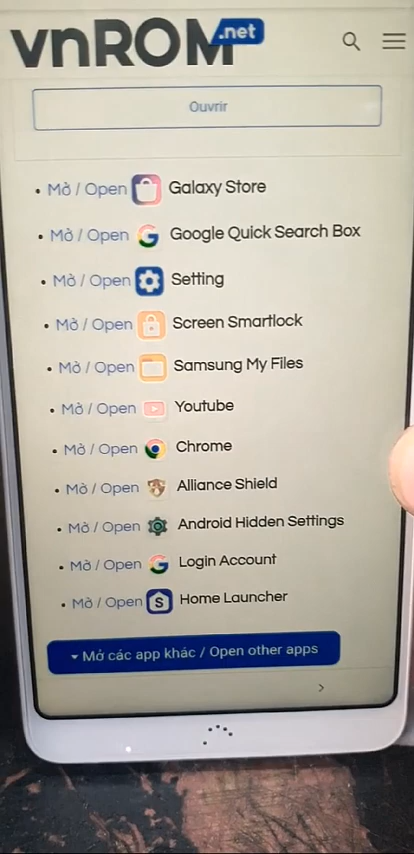 vnROM.net
Ouvrir
• Mở / Open Galaxy Store
• Mở / Open Google Quick Search Box
• Mở / Open Setting
• Mở / Open Screen Smartlock
• Mở / Open Samsung My Files
• Mở / Open Youtube
• Mở / Open Chrome
• Mở / Open Alliance Shield
• Mở / Open Android Hidden Settings
• Mở / Open Login Account
• Mở / Open S Home Launcher
Mở các app khác / Open other apps